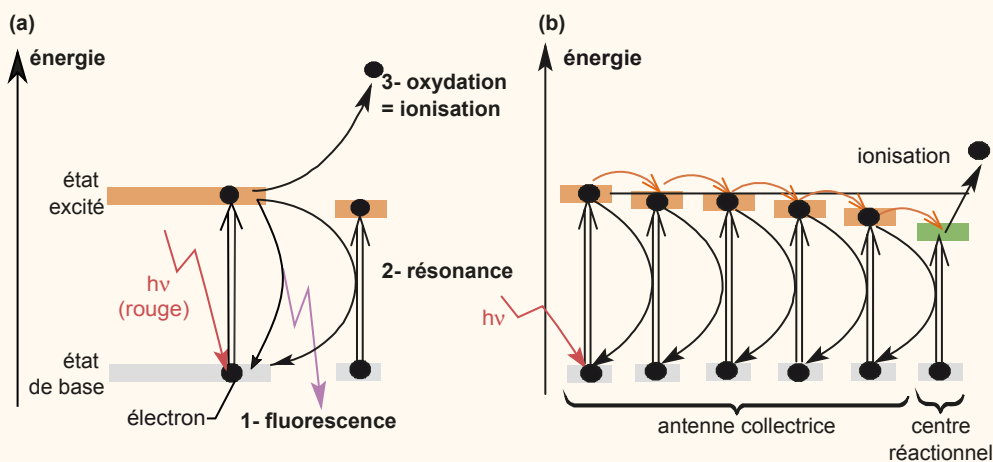 (a)
énergie
3- oxydation
= ionisation
état
excité
2- résonance
hν
(rouge)
état
de base
électron
1- fluorescence
(b)
énergie
ionisation
hν
antenne collectrice
centre
réactionnel